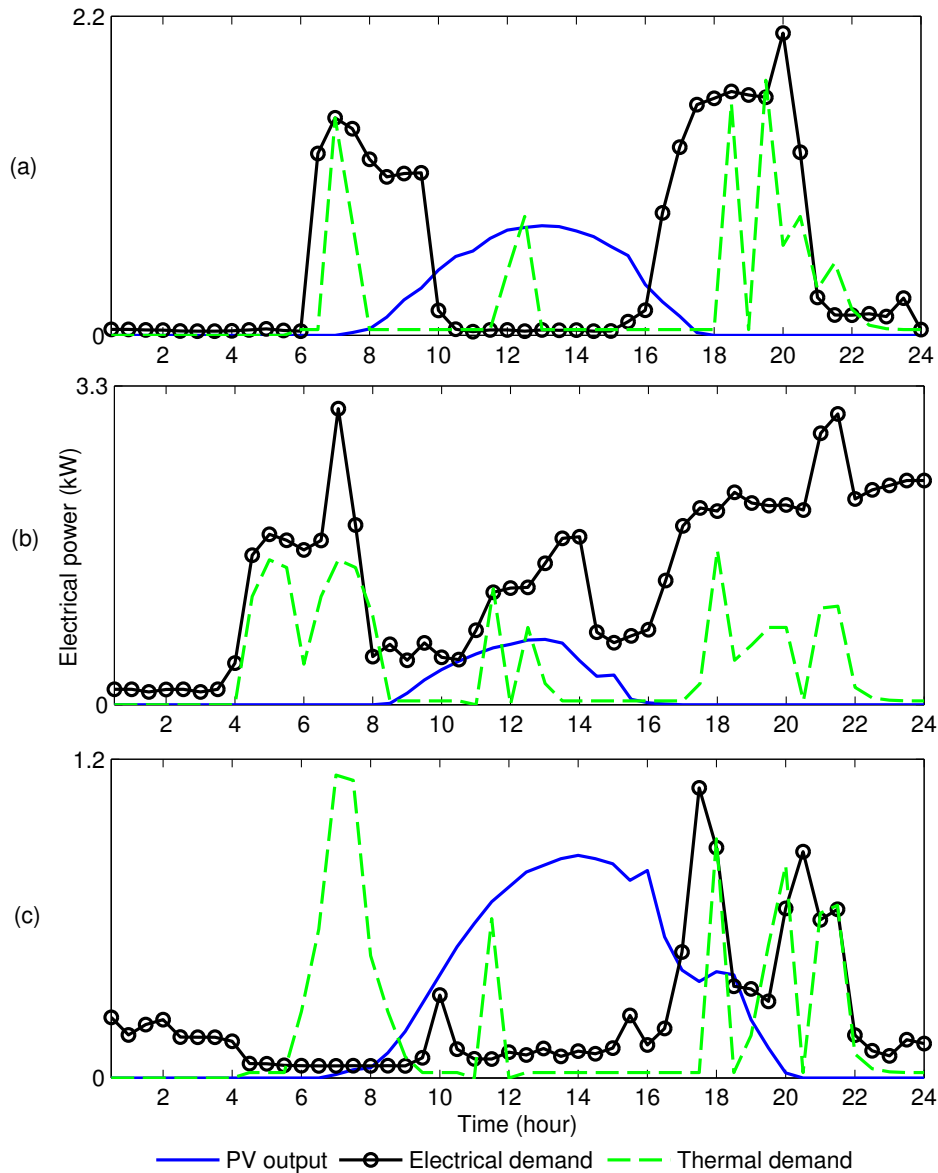 2.2
(a)
0
2 4 6 8 10 12 14 16 18 20 22 24
3.3
Electrical power (kW)
(b)
0
2 4 6 8 10 12 14 16 18 20 22 24
1.2
(c)
0
2 4 6 8 10 12 14 16 18 20 22 24
Time (hour)
PV output Electrical demand Thermal demand